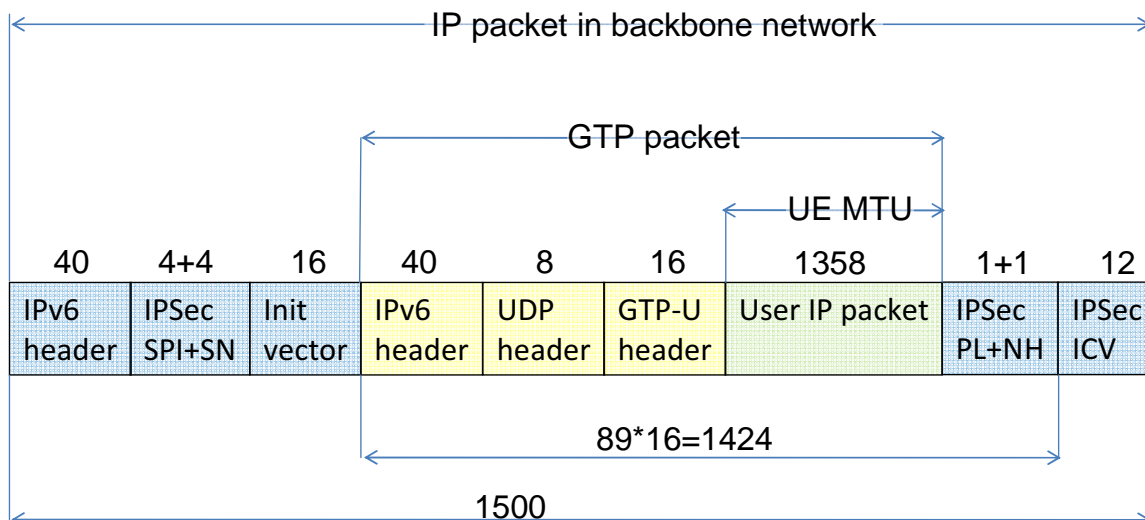 IP packet in backbone network
GTP packet
UE MTU
40 4+4 16 40 8 16 1358 1+1 12
IPv6 IPSec Init IPv6 UDP GTP-U User IP packet IPSec IPSec
header SPI+SN vector header header header PL+NH ICV
89*16=1424
1500